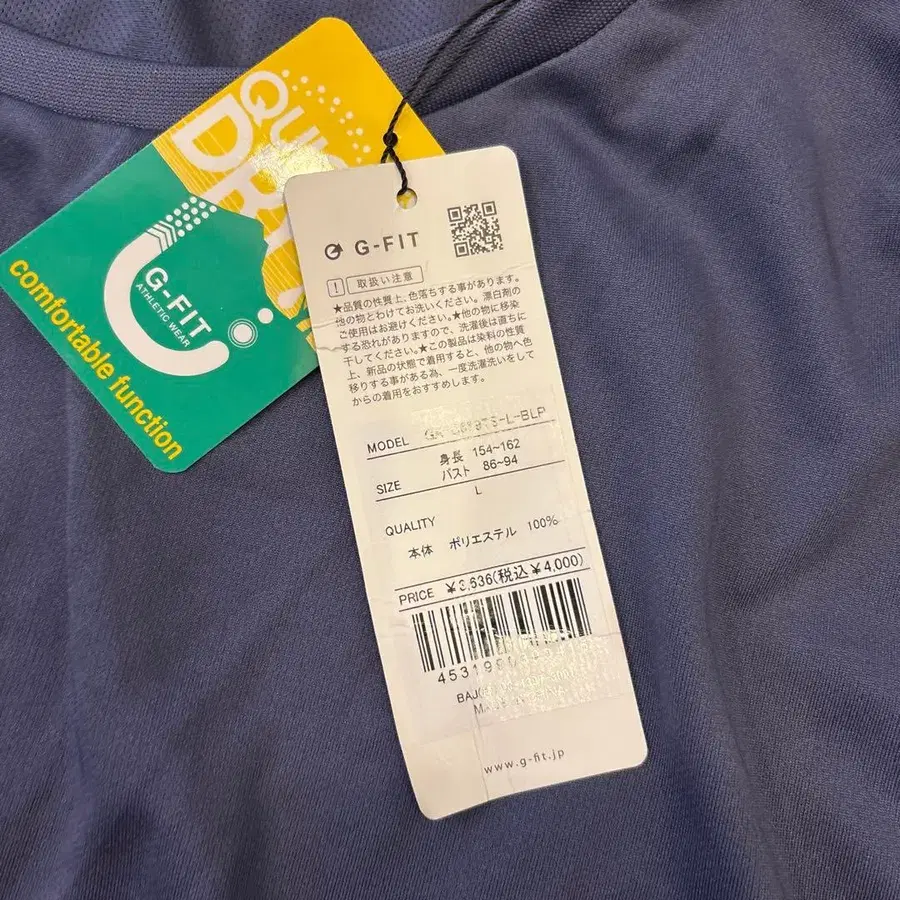 comfortable function
G-FIT
ATHLETIC WEAR
G-FIT
取扱い注意
★品質の性質上、色落ちする事があります。
他の物とわけてお洗いください。漂白剤の
ご使用はお避けください。★他の物に移染
する恐れがありますので、洗濯後は直ちに
干してください。★この製品は染料の性質
上、新品の状態で着用すると、他の物へ色
移りする事がある為、一度洗濯洗いをして
からの着用をおすすめします。
MODEL
身長 154~162
バスト 86~94
SIZE
L
QUALITY
本体 ポリエステル 100%
PRICE ¥3,636(税込¥4,000)
www.g-fit.jp